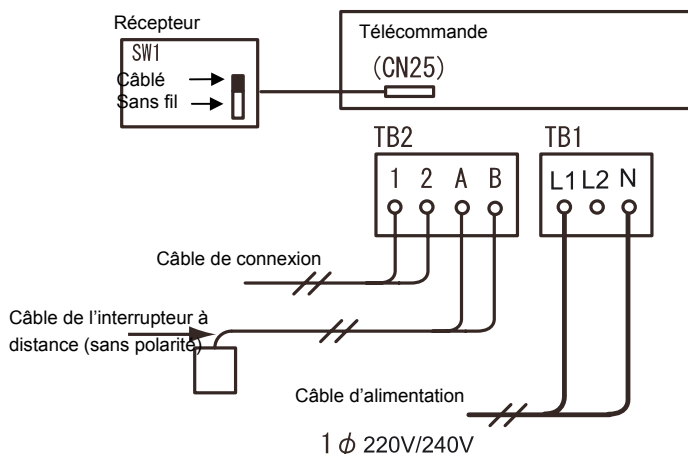 Récepteur
SW1
Câblé
Sans fil
Télécommande
(CN25)
TB2
1 2 A B
TB1
L1 L2 N
Câble de connexion
Câble de l’interrupteur à
distance (sans polarité)
Câble d’alimentation
1 ϕ 220V/240V